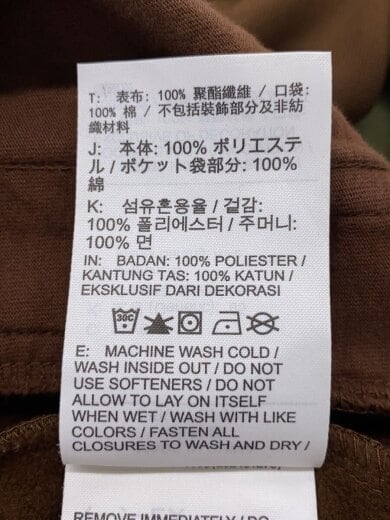 T: 表布: 100% 聚酯纖維 / 口袋:
100% 棉 / 不包括裝飾部分及非紡
織材料
J: 本体: 100% ポリエステ
ル / ポケット袋部分: 100%
綿
K: 섬유혼용율 / 겉감:
100% 폴리에스터 / 주머니:
100% 면
IN: BADAN: 100% POLIESTER /
KANTUNG TAS: 100% KATUN /
EKSKLUSIF DARI DEKORASI
30C
E: MACHINE WASH COLD /
WASH INSIDE OUT / DO NOT
USE SOFTENERS / DO NOT
ALLOW TO LAY ON ITSELF
WHEN WET / WASH WITH LIKE
COLORS / FASTEN ALL
CLOSURES TO WASH AND DRY /
REMOVE IMMEDIATELY / DO